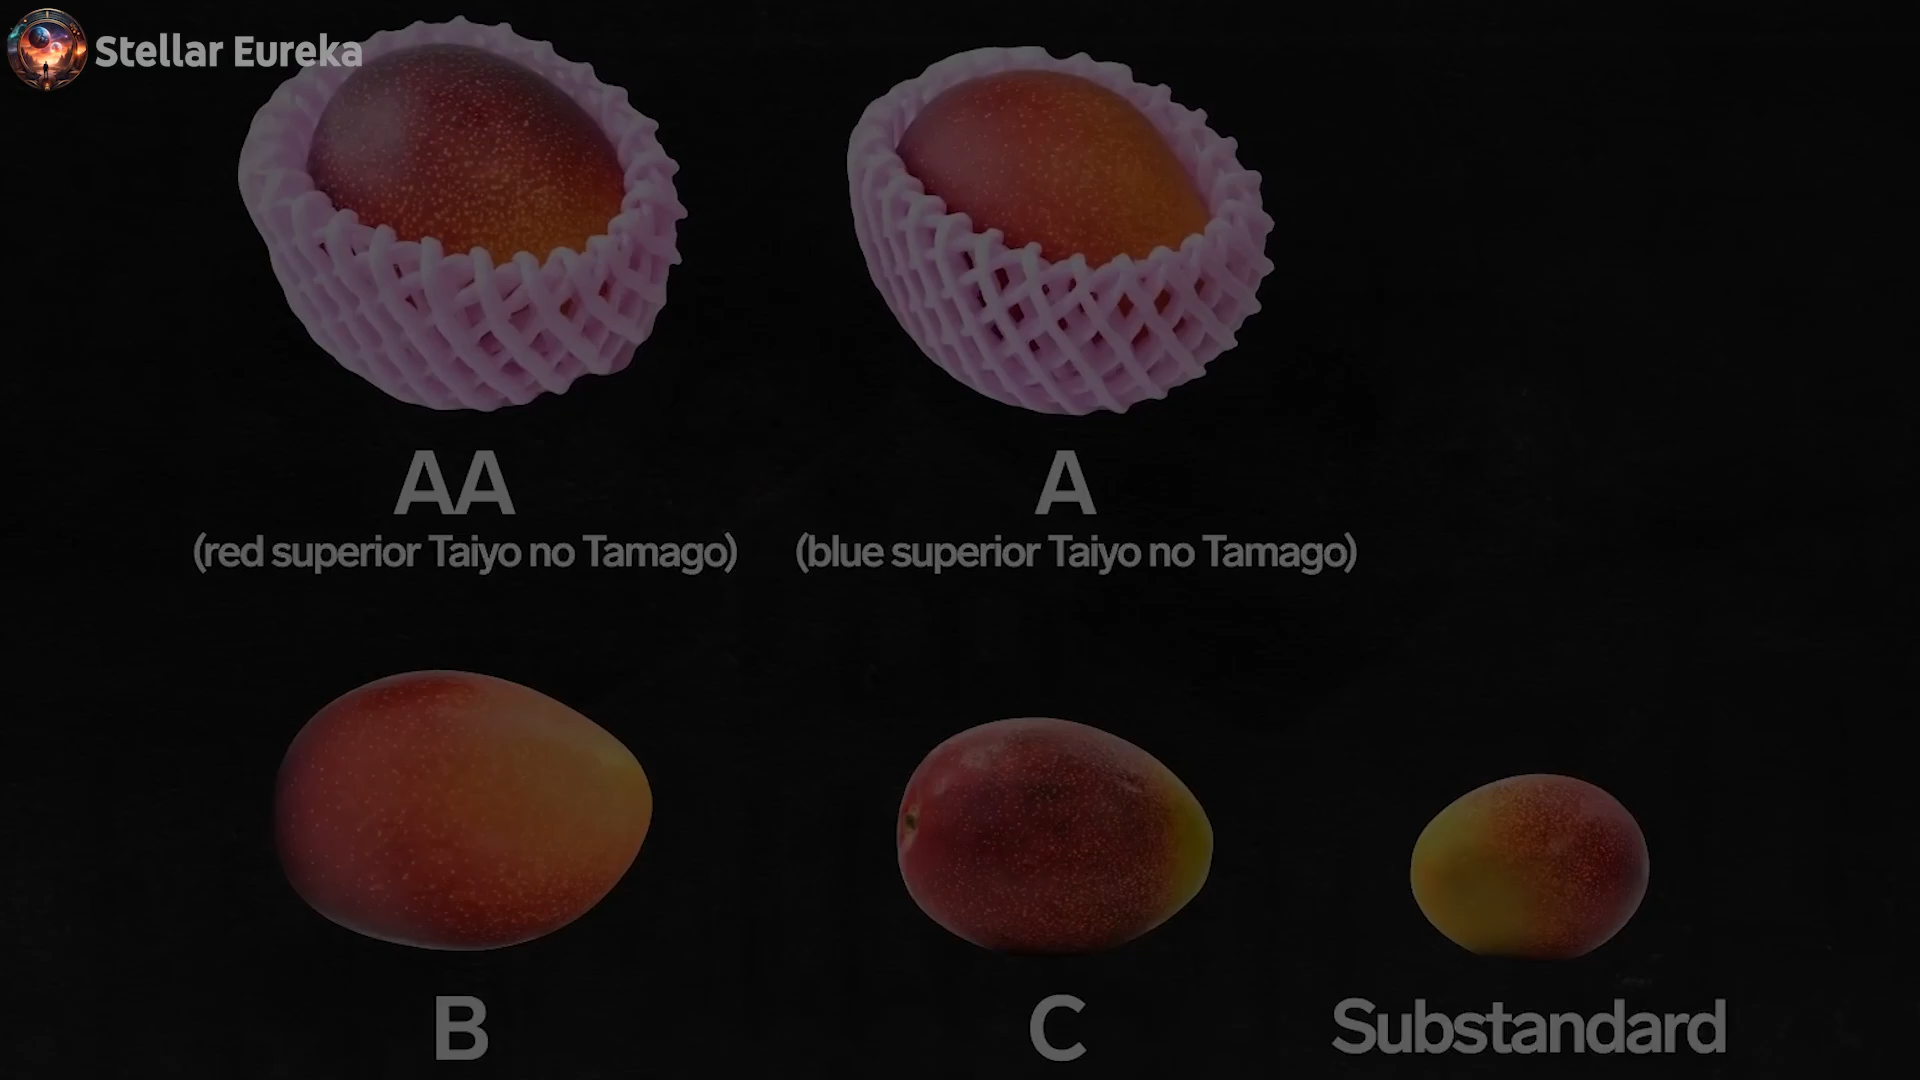 Stellar Eureka
AA
(red superior Taiyo no Tamago)
A
(blue superior Taiyo no Tamago)
B
C
Substandard